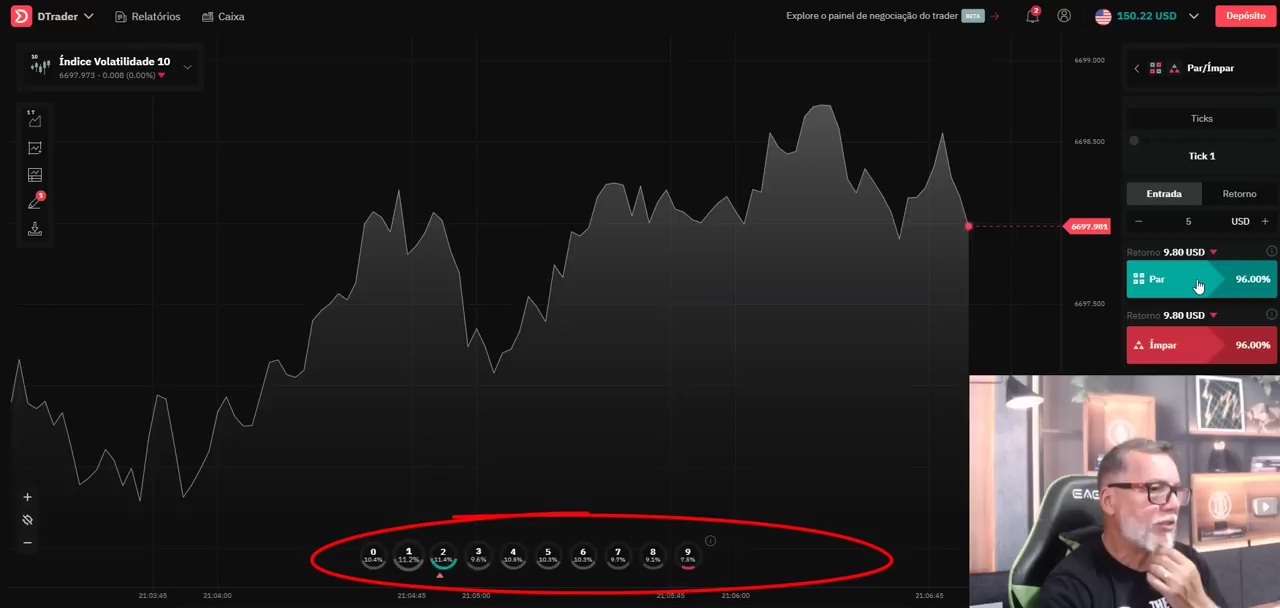 DTrader
Relatórios
Caixa
Explore o painel de negociação do trader BETA
2
150.22 USD
Depósito
10
Índice Volatilidade 10
6697.973 - 0.008 (0.00%)
Par/Ímpar
1T
1
6699.000
6698.500
6697.981
6697.500
Ticks
Tick 1
Entrada
Retorno
5
USD
Retorno 9.80 USD
Par
96.00%
Retorno 9.80 USD
Ímpar
96.00%
0 1 2 3 4 5 6 7 8 9
10.4% 11.2% 11.4% 9.6% 10.3% 10.3% 9.7% 9.1% 7.8%
21:03:45 21:04:00 21:04:45 21:05:00 21:05:45 21:06:00 21:06:45
THE